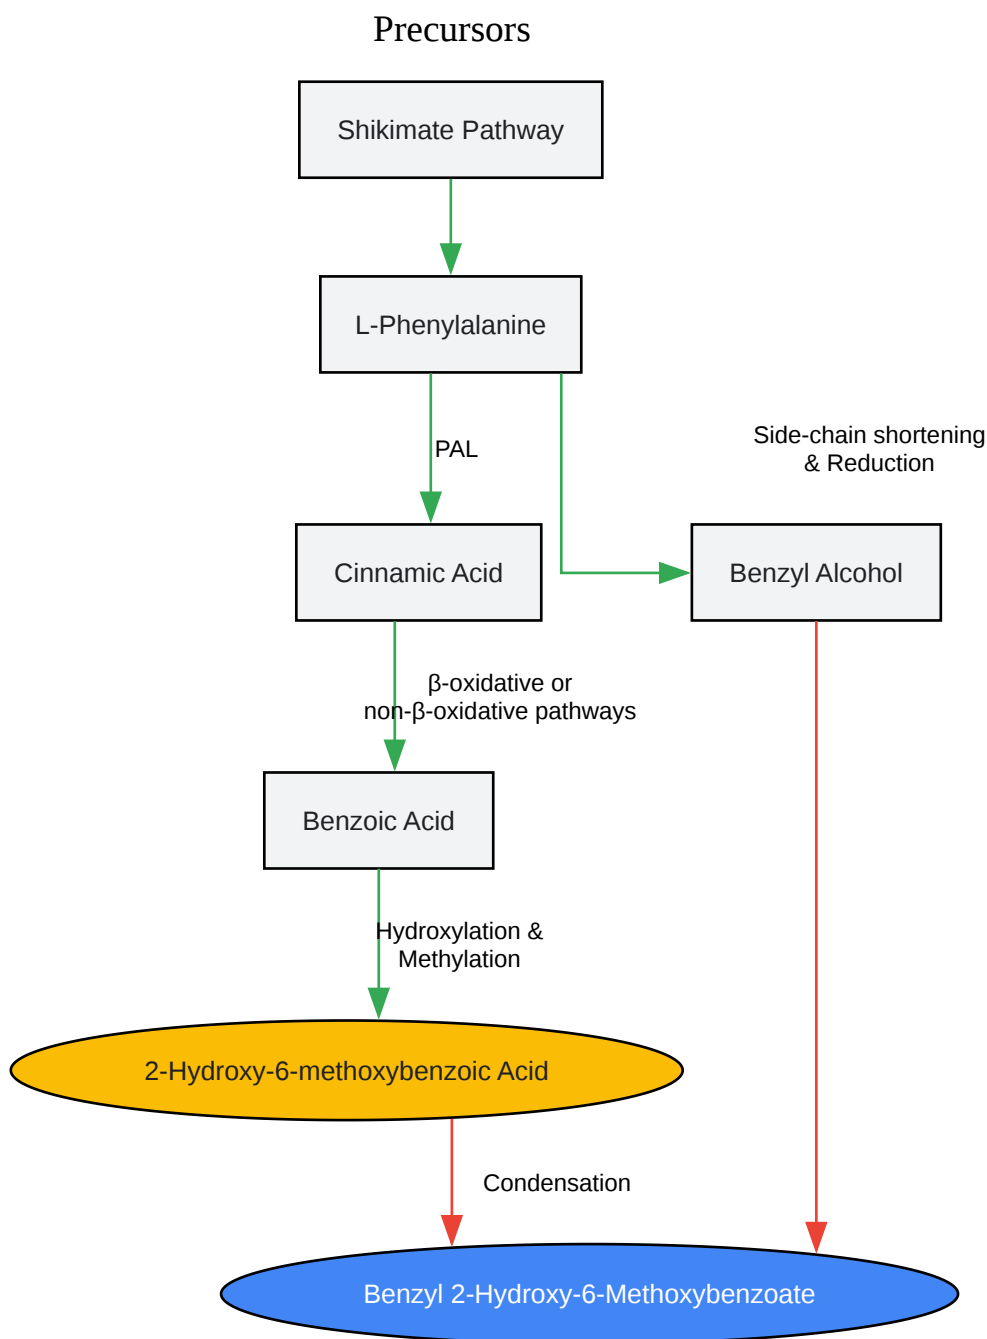 Precursors
Shikimate Pathway
L-Phenylalanine
PAL
Side-chain shortening
& Reduction
Cinnamic Acid
Benzyl Alcohol
β-oxidative or
non-β-oxidative pathways
Benzoic Acid
Hydroxylation &
Methylation
2-Hydroxy-6-methoxybenzoic Acid
Condensation
Benzyl 2-Hydroxy-6-Methoxybenzoate